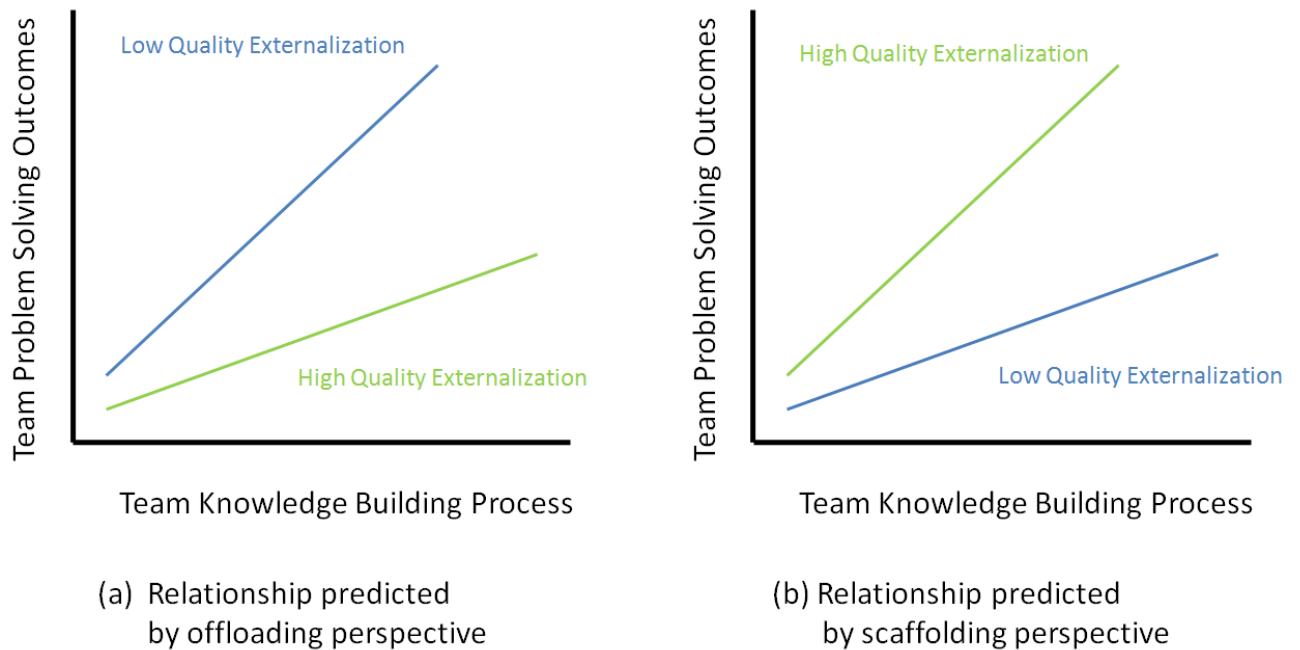 Team Problem Solving Outcomes
Low Quality Externalization
High Quality Externalization
Team Knowledge Building Process
(a) Relationship predicted
by offloading perspective
Team Problem Solving Outcomes
High Quality Externalization
Low Quality Externalization
Team Knowledge Building Process
(b) Relationship predicted
by scaffolding perspective